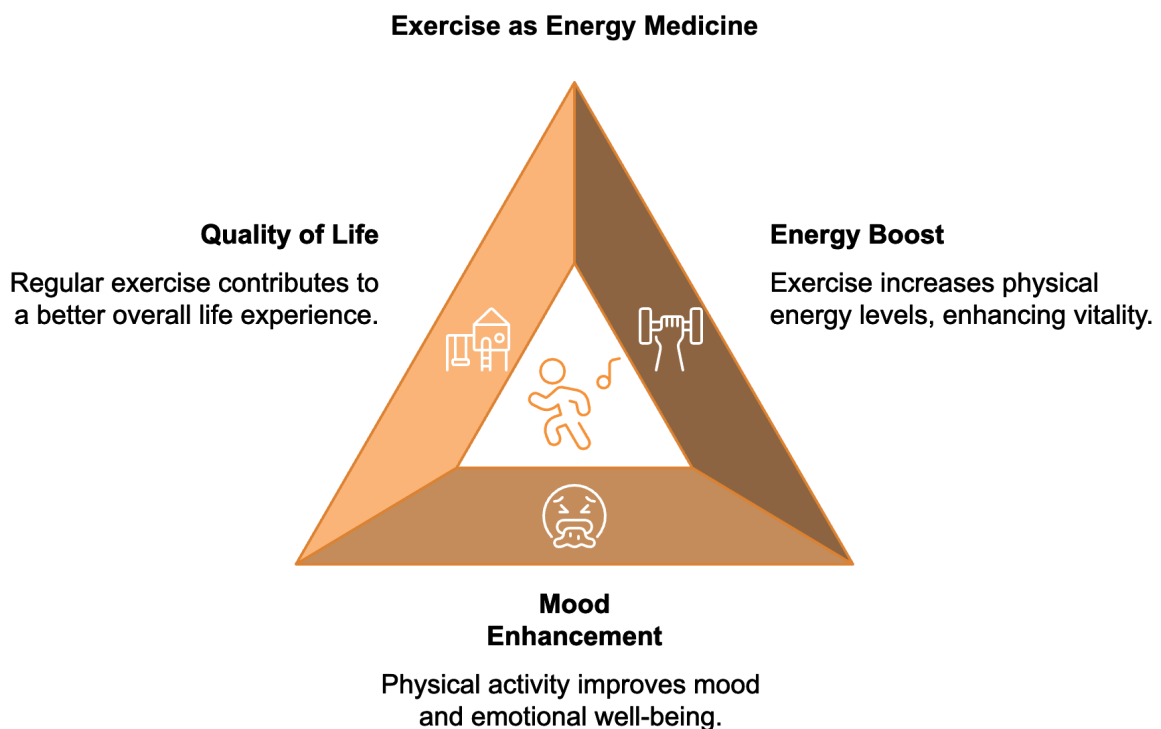 Exercise as Energy Medicine
Quality of Life
Regular exercise contributes to
a better overall life experience.
Energy Boost
Exercise increases physical
energy levels, enhancing vitality.
Mood
Enhancement
Physical activity improves mood
and emotional well-being.